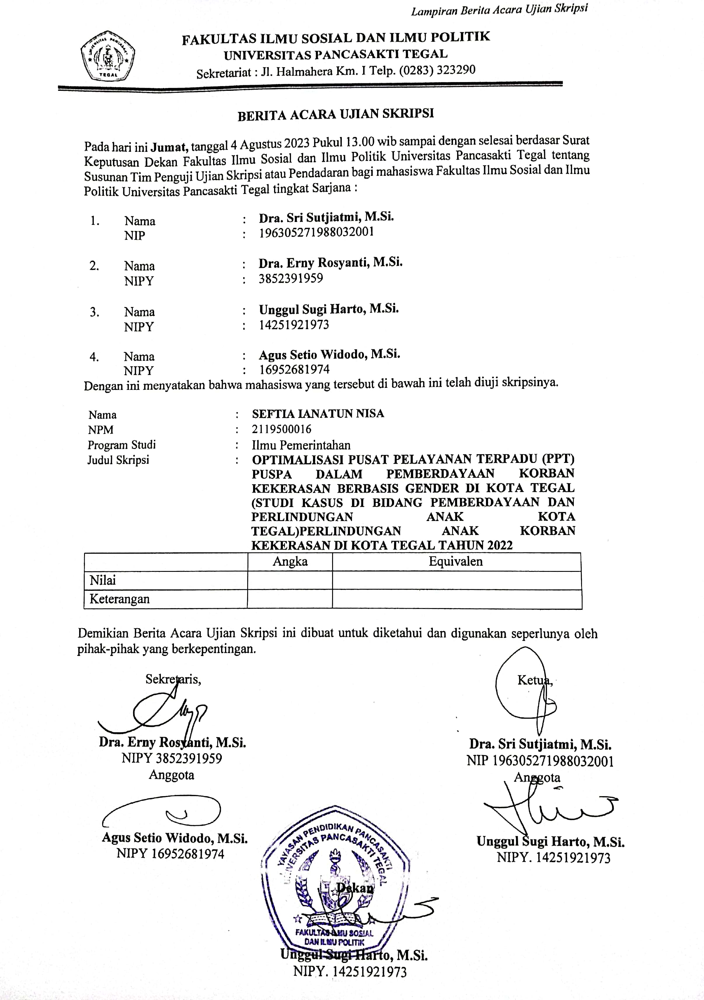 Lampiran Berita Acara Ujian Skripsi
FAKULTAS ILMU SOSIAL DAN ILMU POLITIK
UNIVERSITAS PANCASAKTI TEGAL
Sekretariat : Jl. Halmahera Km. I Telp. (0283) 323290
UNIVERSITAS PANCASAKTI
TEGAL
BERITA ACARA UJIAN SKRIPSI
Pada hari ini Jumat, tanggal 4 Agustus 2023 Pukul 13.00 wib sampai dengan selesai berdasar Surat
Keputusan Dekan Fakultas Ilmu Sosial dan Ilmu Politik Universitas Pancasakti Tegal tentang
Susunan Tim Penguji Ujian Skripsi atau Pendadaran bagi mahasiswa Fakultas Ilmu Sosial dan Ilmu
Politik Universitas Pancasakti Tegal tingkat Sarjana :
1. Nama : Dra. Sri Sutjiatmi, M.Si.
NIP : 196305271988032001
2. Nama : Dra. Erny Rosyanti, M.Si.
NIPY : 3852391959
3. Nama : Unggul Sugi Harto, M.Si.
NIPY : 14251921973
4. Nama : Agus Setio Widodo, M.Si.
NIPY : 16952681974
Dengan ini menyatakan bahwa mahasiswa yang tersebut di bawah ini telah diuji skripsinya.
Nama : SEFTIA IANATUN NISA
NPM : 2119500016
Program Studi : Ilmu Pemerintahan
Judul Skripsi : OPTIMALISASI PUSAT PELAYANAN TERPADU (PPT)
PUSPA DALAM PEMBERDAYAAN KORBAN
KEKERASAN BERBASIS GENDER DI KOTA TEGAL
(STUDI KASUS DI BIDANG PEMBERDAYAAN DAN
PERLINDUNGAN ANAK KOTA
TEGAL)PERLINDUNGAN ANAK KORBAN
KEKERASAN DI KOTA TEGAL TAHUN 2022
Angka Equivalen
Nilai
Keterangan
Demikian Berita Acara Ujian Skripsi ini dibuat untuk diketahui dan digunakan seperlunya oleh
pihak-pihak yang berkepentingan.
Sekretaris, Ketua,
Dra. Erny Rosyanti, M.Si. Dra. Sri Sutjiatmi, M.Si.
NIPY 3852391959 NIP 196305271988032001
Anggota Anggota
Agus Setio Widodo, M.Si. Unggul Sugi Harto, M.Si.
NIPY 16952681974 NIPY. 14251921973
YAYASAN PENDIDIKAN PANCASAKTI
UNIVERSITAS PANCASAKTI TEGAL
Dekan
FAKULTAS ILMU SOSIAL
DAN ILMU POLITIK
Unggul Sugi Harto, M.Si.
NIPY. 14251921973